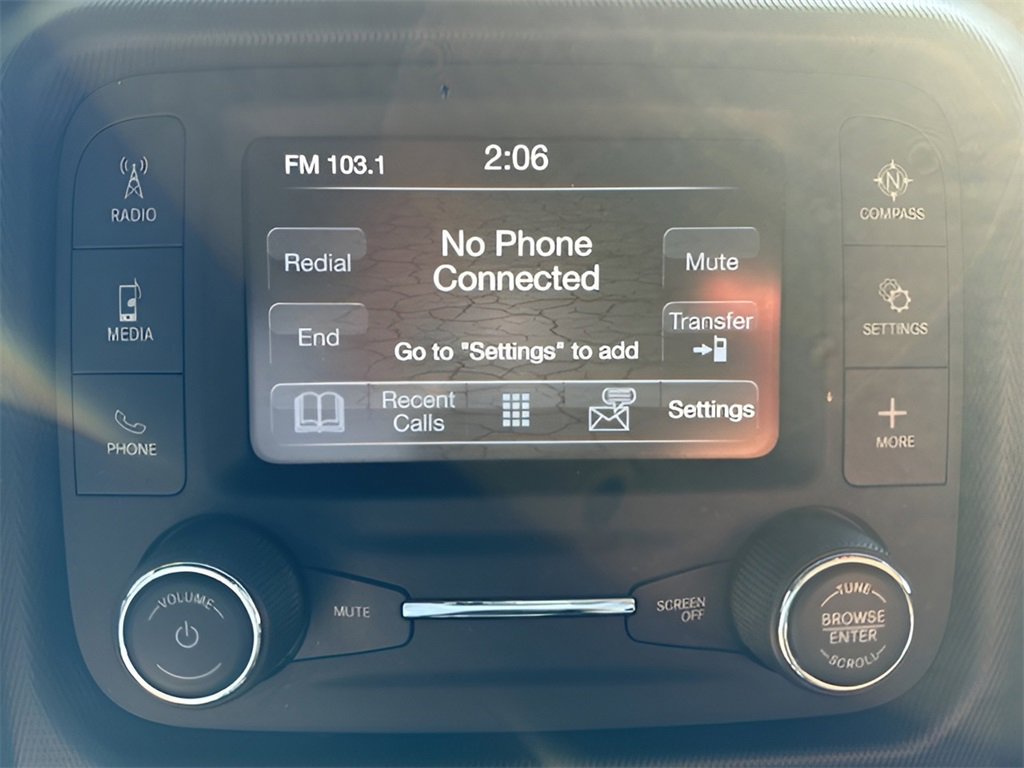 FM 103.1
2:06
RADIO
MEDIA
PHONE
Redial
End
No Phone
Connected
Go to "Settings" to add
Mute
Transfer
Recent
Calls
Settings
N
COMPASS
SETTINGS
MORE
VOLUME
MUTE
SCREEN
OFF
TUNE
BROWSE
ENTER
SCROLL